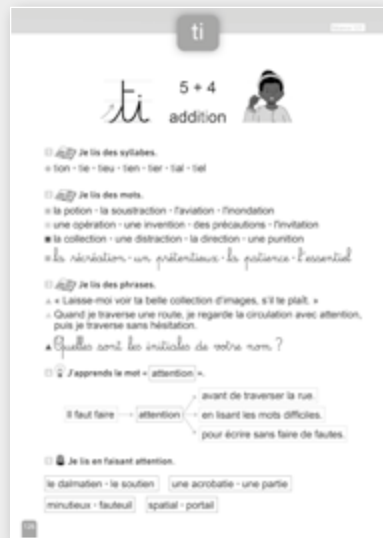 ti
ti
5 + 4
addition
Je lis des syllabes.
tion - tie - tieu - tien - tier - tial - tiel
Je lis des mots.
la potion - la soustraction - l'aviation - l'inondation
une opération - une invention - des précautions - l'invitation
la collection - une distraction - la direction - une punition
la récréation - un prétentieux - la patience - l'essentiel
Je lis des phrases.
« Laisse-moi voir ta belle collection d'images, s'il te plaît. »
Quand je traverse une route, je regarde la circulation avec attention,
puis je traverse sans hésitation.
Quelles sont les initiales de votre nom ?
J'apprends le mot « attention ».
Il faut faire attention
avant de traverser la rue.
en lisant les mots difficiles.
pour écrire sans faire de fautes.
Je lis en faisant attention.
le dalmatien - le soutien une acrobatie - une partie
minutieux - fauteuil spatial - portail